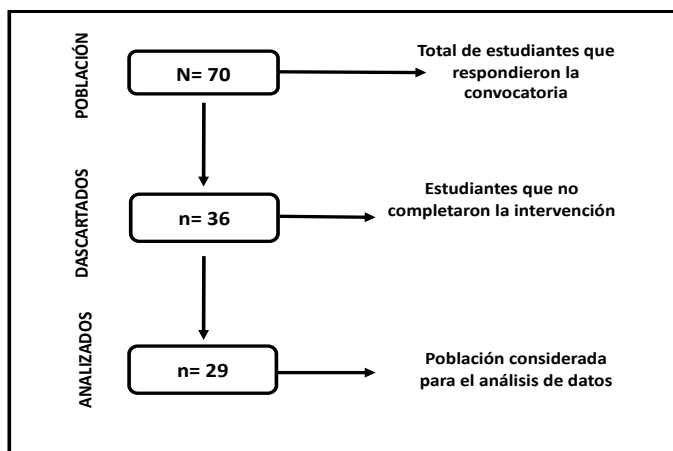 POBLACIÓN
N= 70
Total de estudiantes que
respondieron la
convocatoria
DASCARTADOS
n= 36
Estudiantes que no
completaron la intervención
ANALIZADOS
n= 29
Población considerada
para el análisis de datos